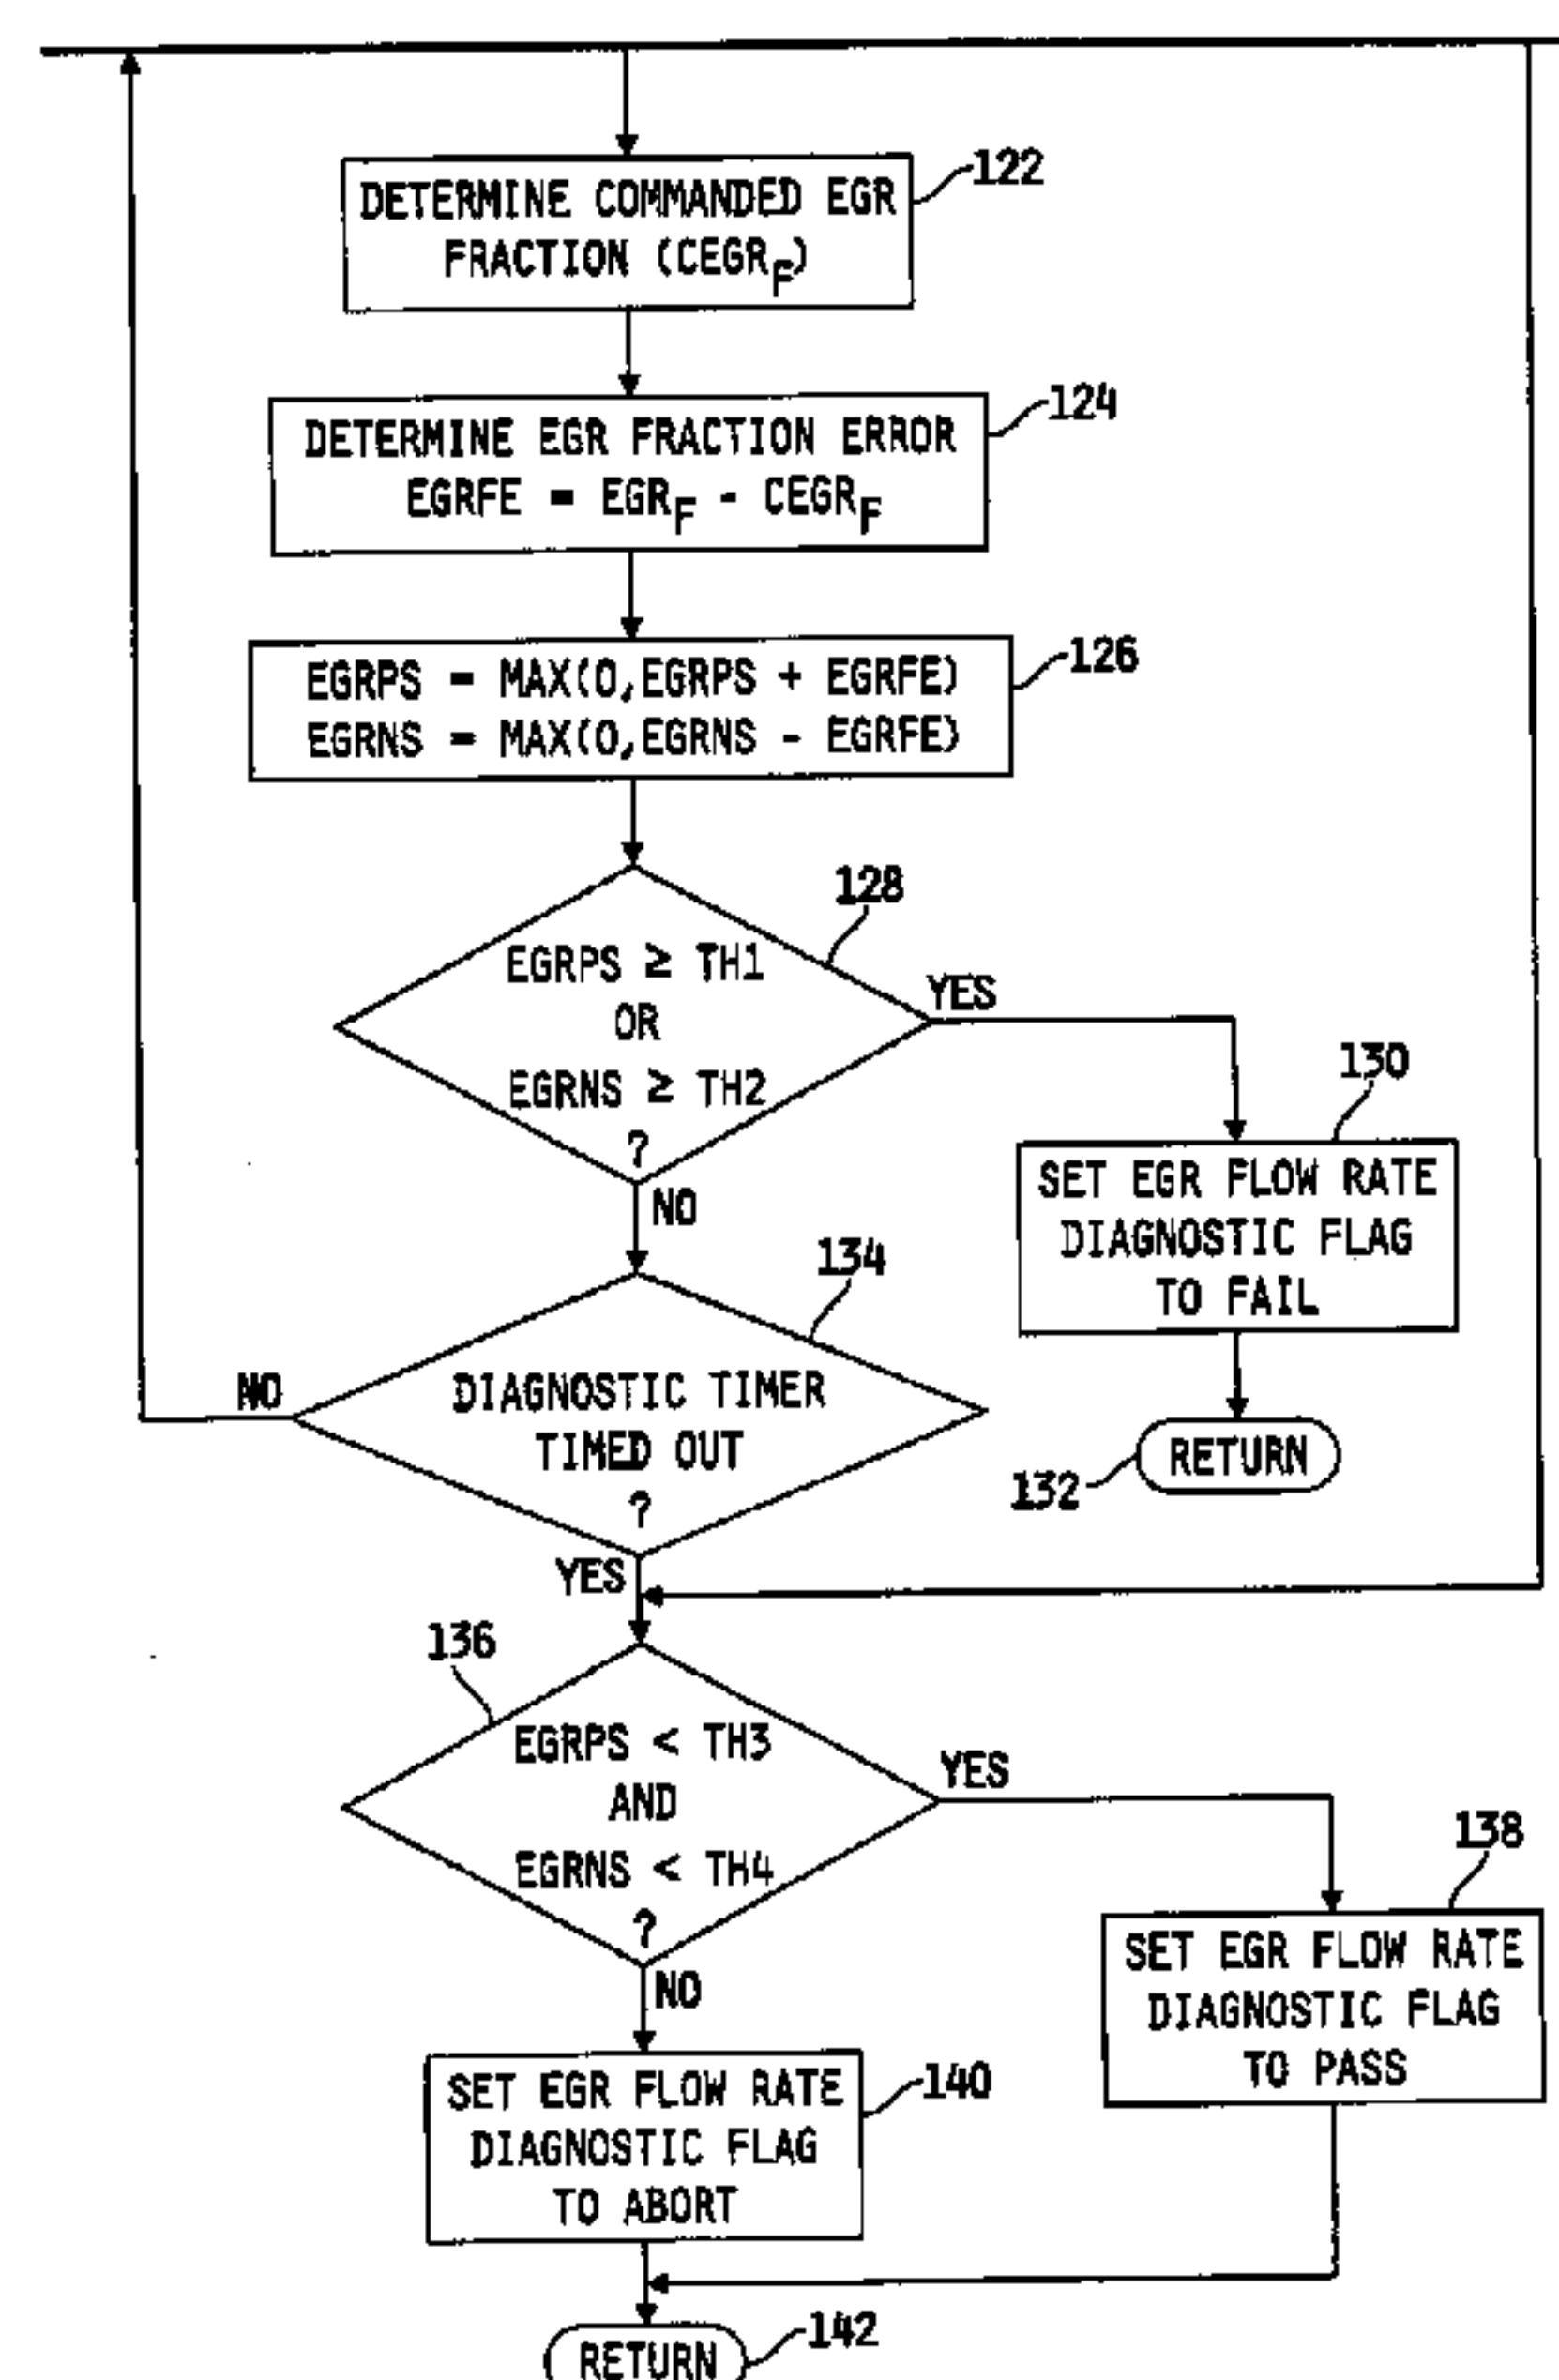 122
DETERMINE COMMANDED EGR
FRACTION (CEGRF)
124
DETERMINE EGR FRACTION ERROR
EGRFE = EGRF - CEGRF
126
EGRPS = MAX(0,EGRPS + EGRFE)
EGRNS = MAX(0,EGRNS - EGRFE)
128
EGRPS ≥ TH1
OR
EGRNS ≥ TH2
?
YES
NO
130
SET EGR FLOW RATE
DIAGNOSTIC FLAG
TO FAIL
132
RETURN
134
DIAGNOSTIC TIMER
TIMED OUT
?
NO
YES
136
EGRPS < TH3
AND
EGRNS < TH4
?
YES
NO
138
SET EGR FLOW RATE
DIAGNOSTIC FLAG
TO PASS
140
SET EGR FLOW RATE
DIAGNOSTIC FLAG
TO ABORT
142
RETURN